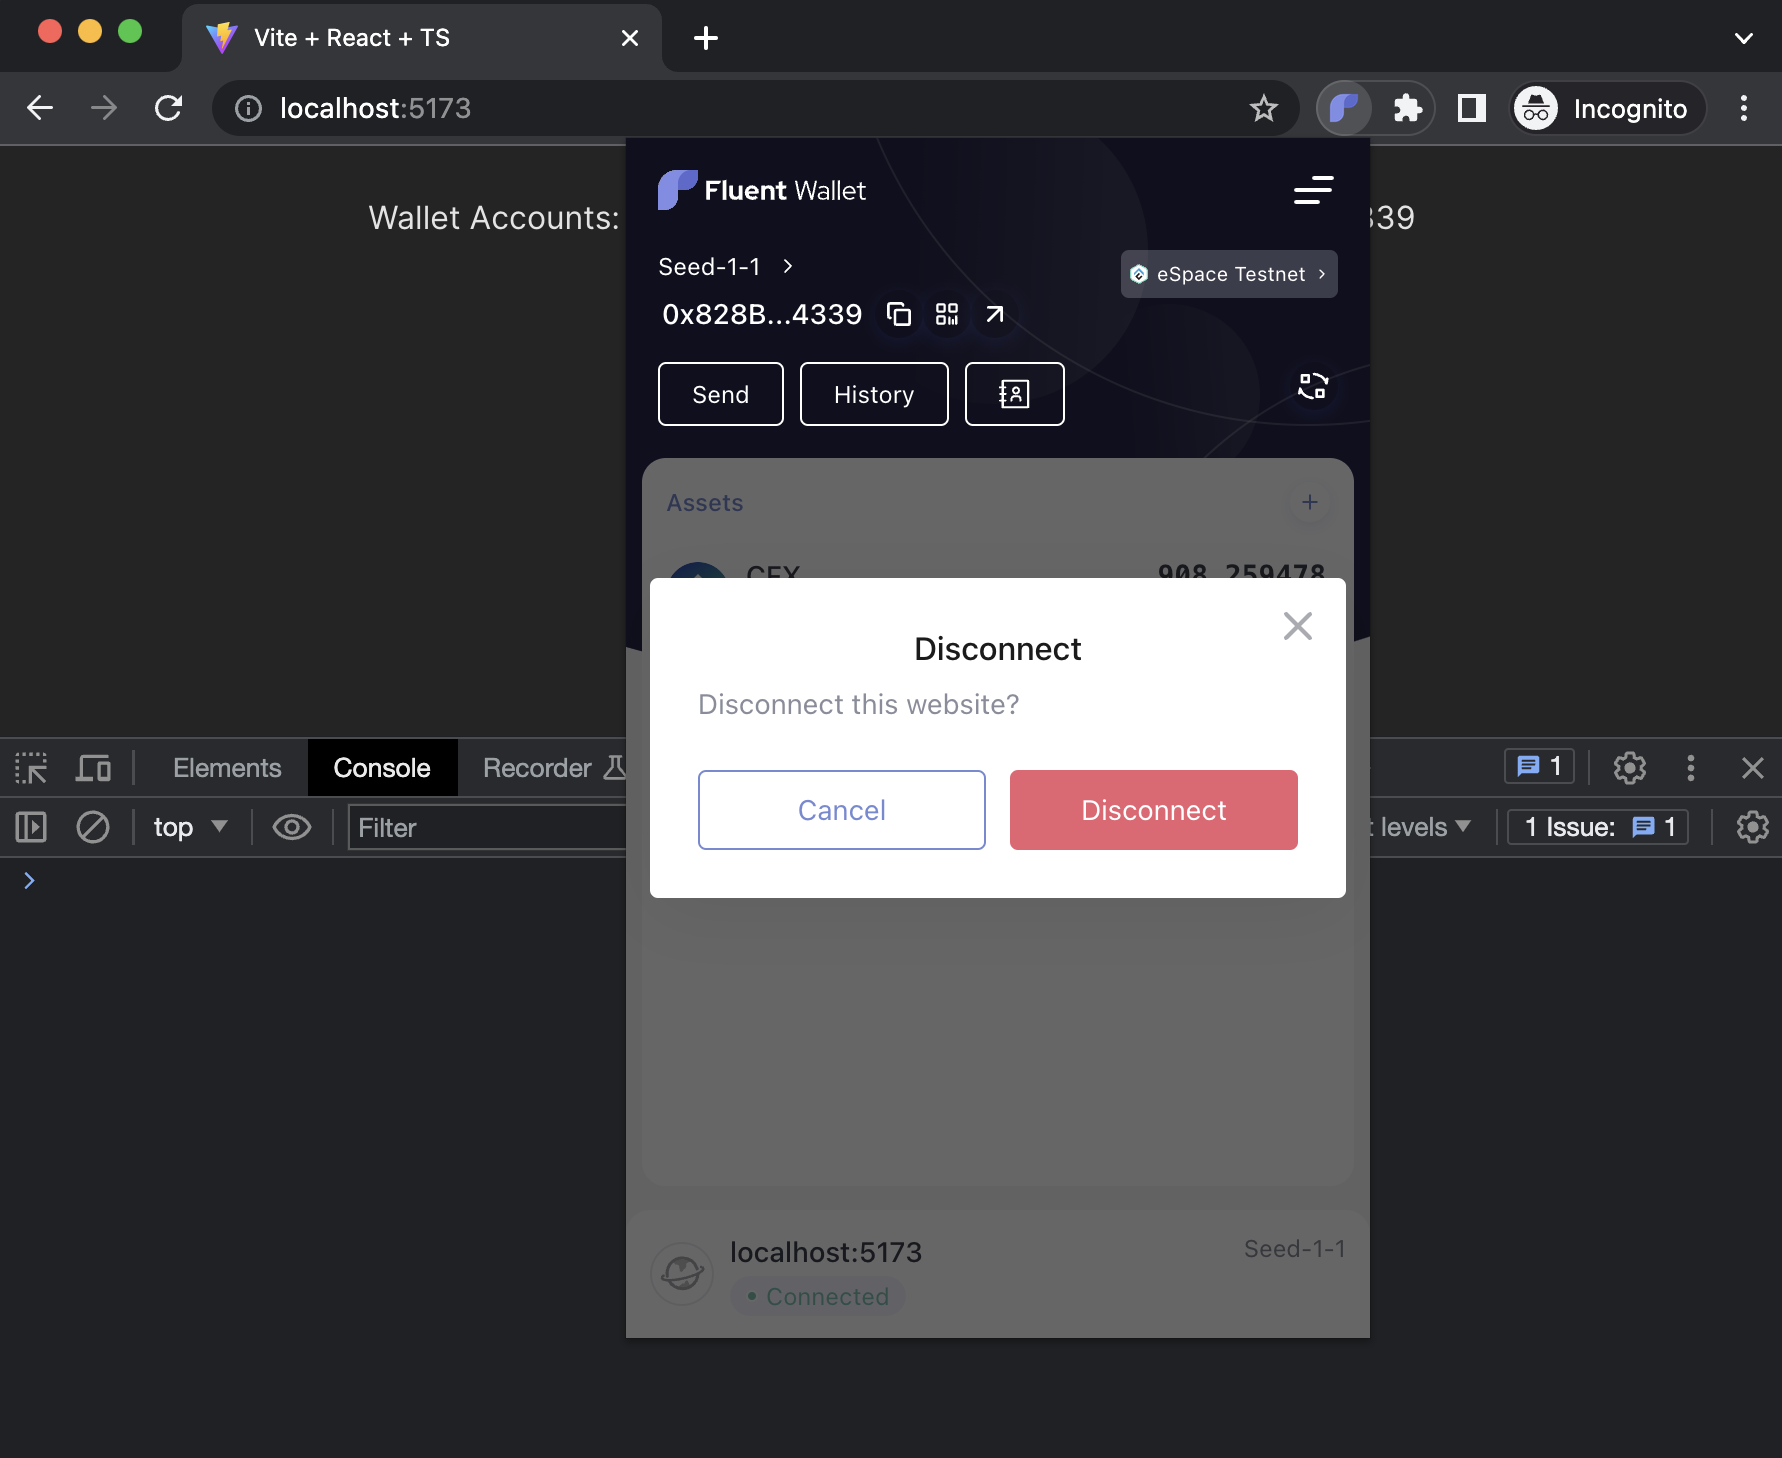 Vite + React + TS
localhost:5173
Incognito
Fluent Wallet
Wallet Accounts:
339
Seed-1-1
eSpace Testnet
0x828B...4339
Send
History
Assets
+
CFX
908.259478
Disconnect
Disconnect this website?
Cancel
Disconnect
Elements
Console
Recorder
1
top
Filter
levels
1 Issue:
1
localhost:5173
Seed-1-1
Connected